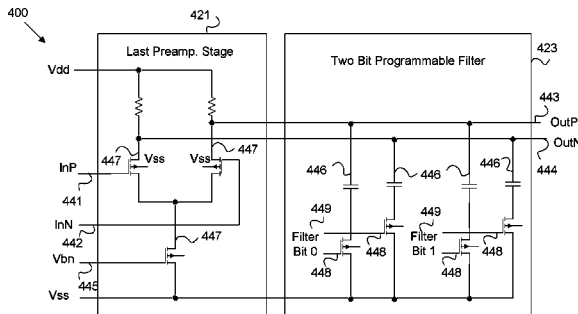 400
421
Last Preamp. Stage
Two Bit Programmable Filter
423
Vdd
443
OutP
OutN
444
447
Vss
Vss
447
446
446
446
446
InP
441
InN
442
447
449
Filter
Bit 0
448
448
449
Filter
Bit 1
448
448
Vbn
445
Vss